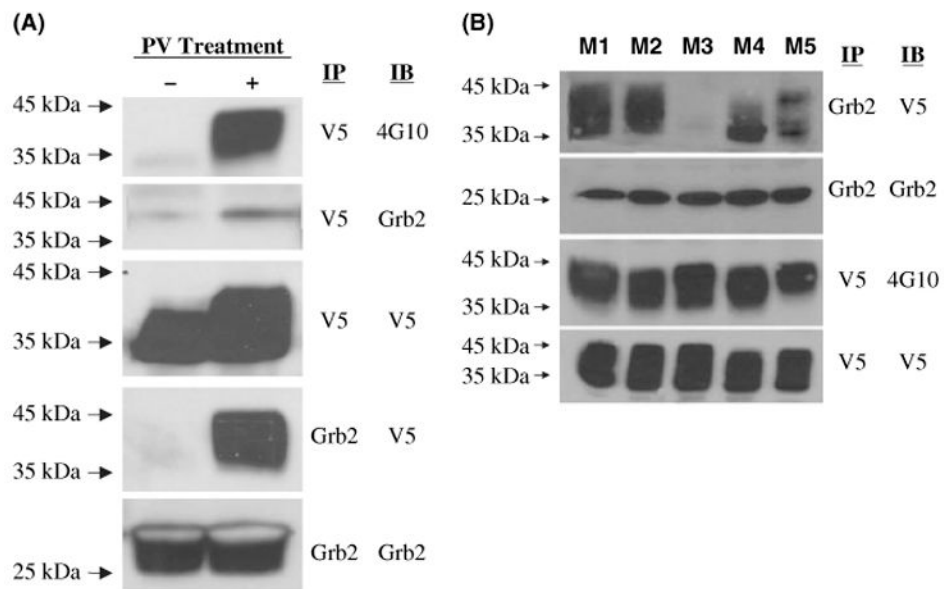 (A)
PV Treatment
– + IP IB
45 kDa
35 kDa
V5 4G10
45 kDa
35 kDa
V5 Grb2
45 kDa
35 kDa
V5 V5
45 kDa
35 kDa
Grb2 V5
25 kDa
Grb2 Grb2
(B)
M1 M2 M3 M4 M5 IP IB
45 kDa
35 kDa
Grb2 V5
25 kDa
Grb2 Grb2
45 kDa
35 kDa
V5 4G10
45 kDa
35 kDa
V5 V5